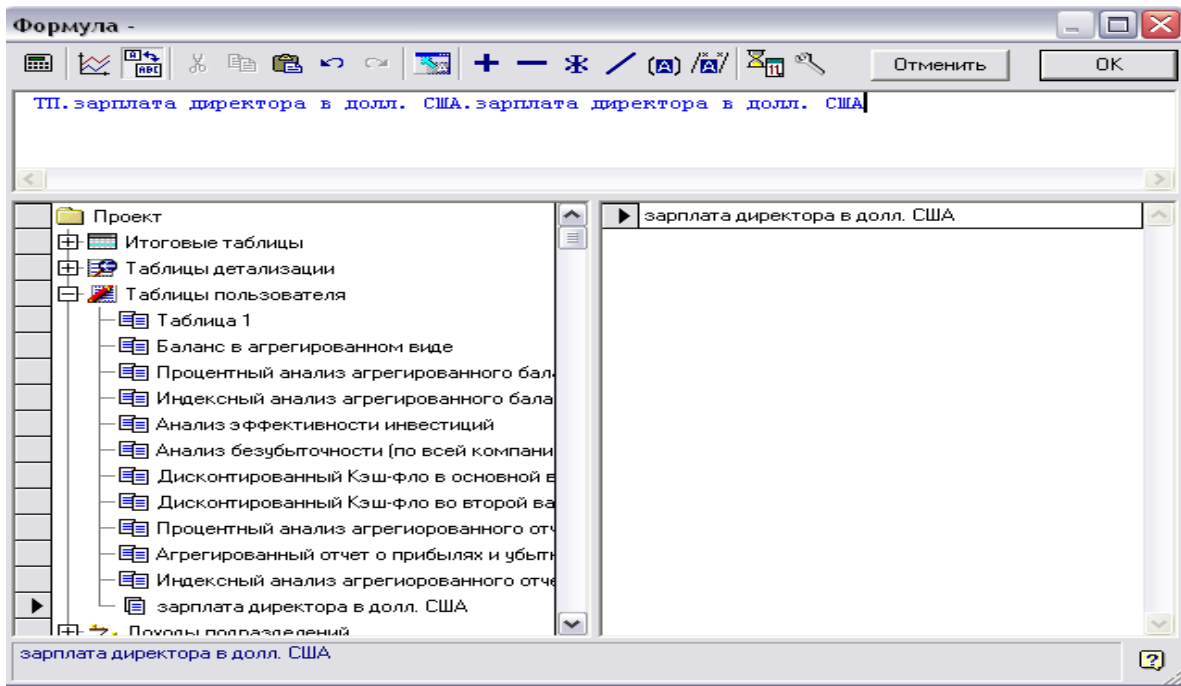 Формула -
Отменить
OK
ТП.зарплата директора в долл. США.зарплата директора в долл. США
Проект
Итоговые таблицы
Таблицы детализации
Таблицы пользователя
Таблица 1
Баланс в агрегированном виде
Процентный анализ агрегированного бал
Индексный анализ агрегированного бала
Анализ эффективности инвестиций
Анализ безубыточности (по всей компани
Дисконтированный Кэш-фло в основной в
Дисконтированный Кэш-фло во второй ва
Процентный анализ агрегиорованного отч
Агрегированный отчет о прибылях и убытк
Индексный анализ агрегиорованного отче
зарплата директора в долл. США
Доходы подразделений
зарплата директора в долл. США
зарплата директора в долл. США